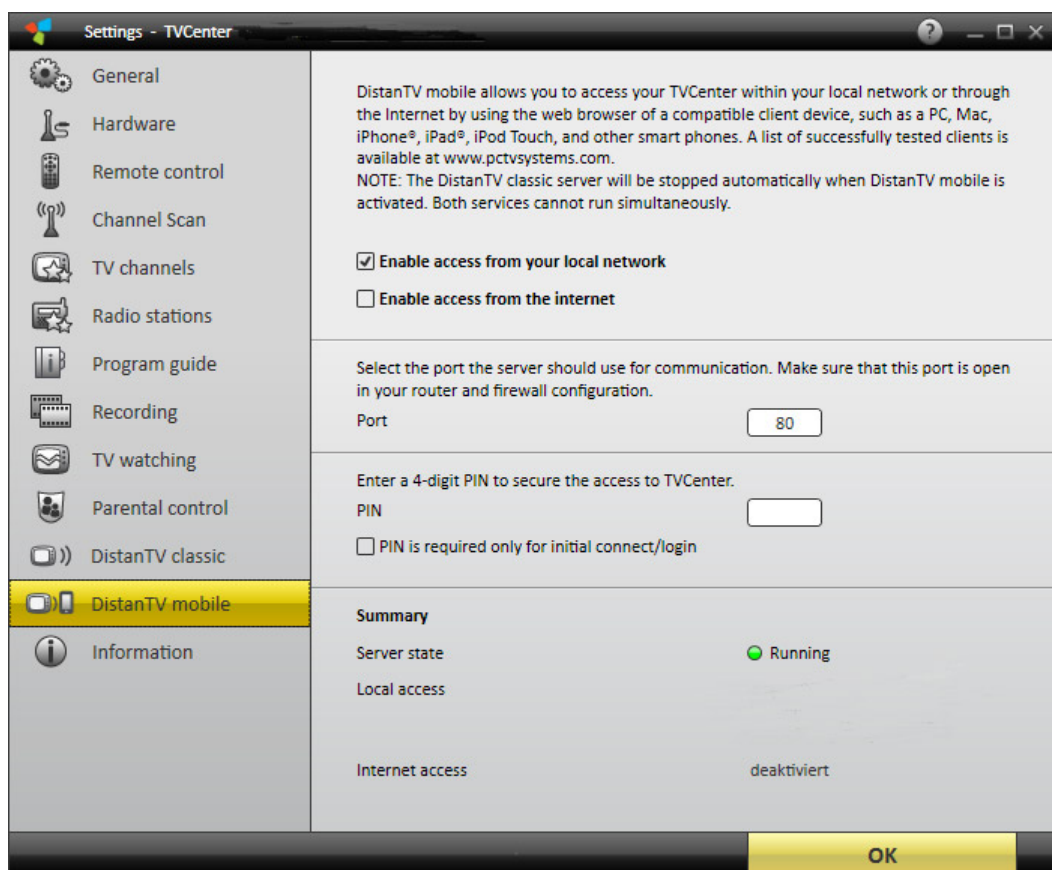 Settings - TVCenter
General
Hardware
Remote control
Channel Scan
TV channels
Radio stations
Program guide
Recording
TV watching
Parental control
DistanTV classic
DistanTV mobile
Information
DistanTV mobile allows you to access your TVCenter within your local network or through
the Internet by using the web browser of a compatible client device, such as a PC, Mac,
iPhone®, iPad®, iPod Touch, and other smart phones. A list of successfully tested clients is
available at www.pctvsystems.com.
NOTE: The DistanTV classic server will be stopped automatically when DistanTV mobile is
activated. Both services cannot run simultaneously.
Enable access from your local network
Enable access from the internet
Select the port the server should use for communication. Make sure that this port is open
in your router and firewall configuration.
Port 80
Enter a 4-digit PIN to secure the access to TVCenter.
PIN
PIN is required only for initial connect/login
Summary
Server state Running
Local access
Internet access deaktiviert
OK